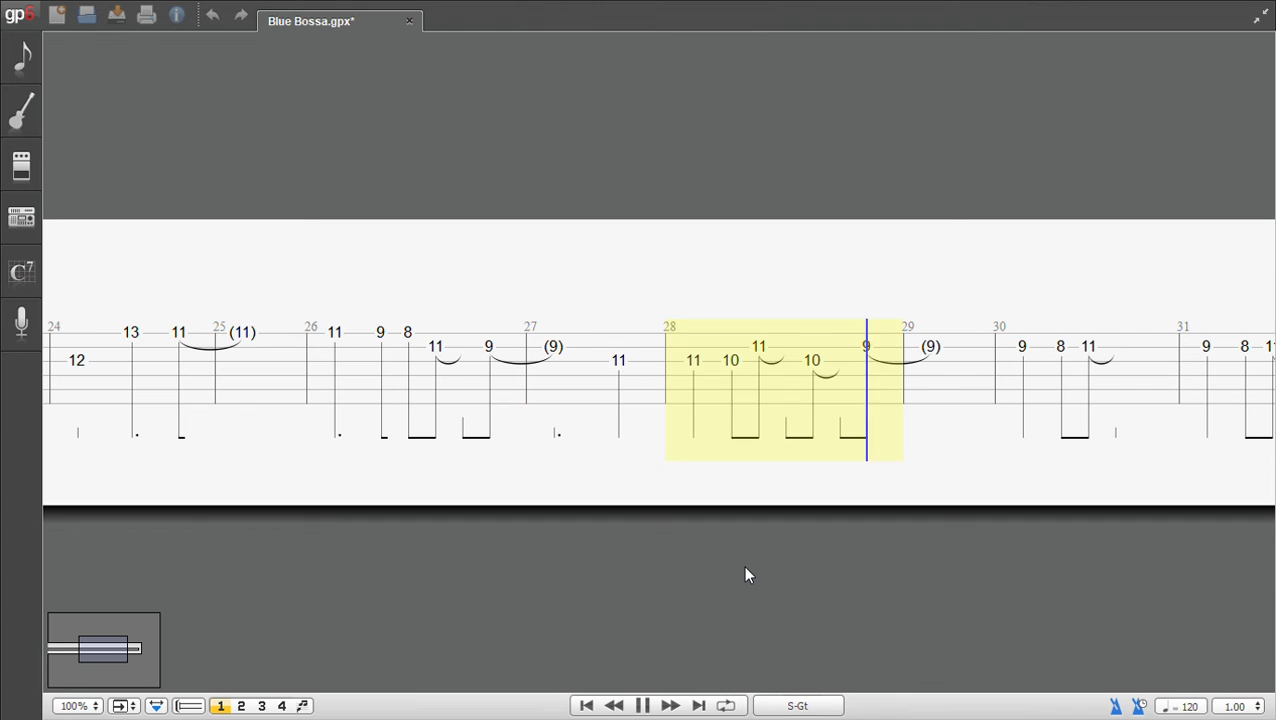 gp6
Blue Bossa.gpx*
24 25 26 27 28 29 30 31
13 11 (11) 11 9 8
11 9 (9) 11 9 (9) 9 8 11 9 8 11
12 11 11 10 10
C7
100% 1 2 3 4 S-Gt = 120 1.00